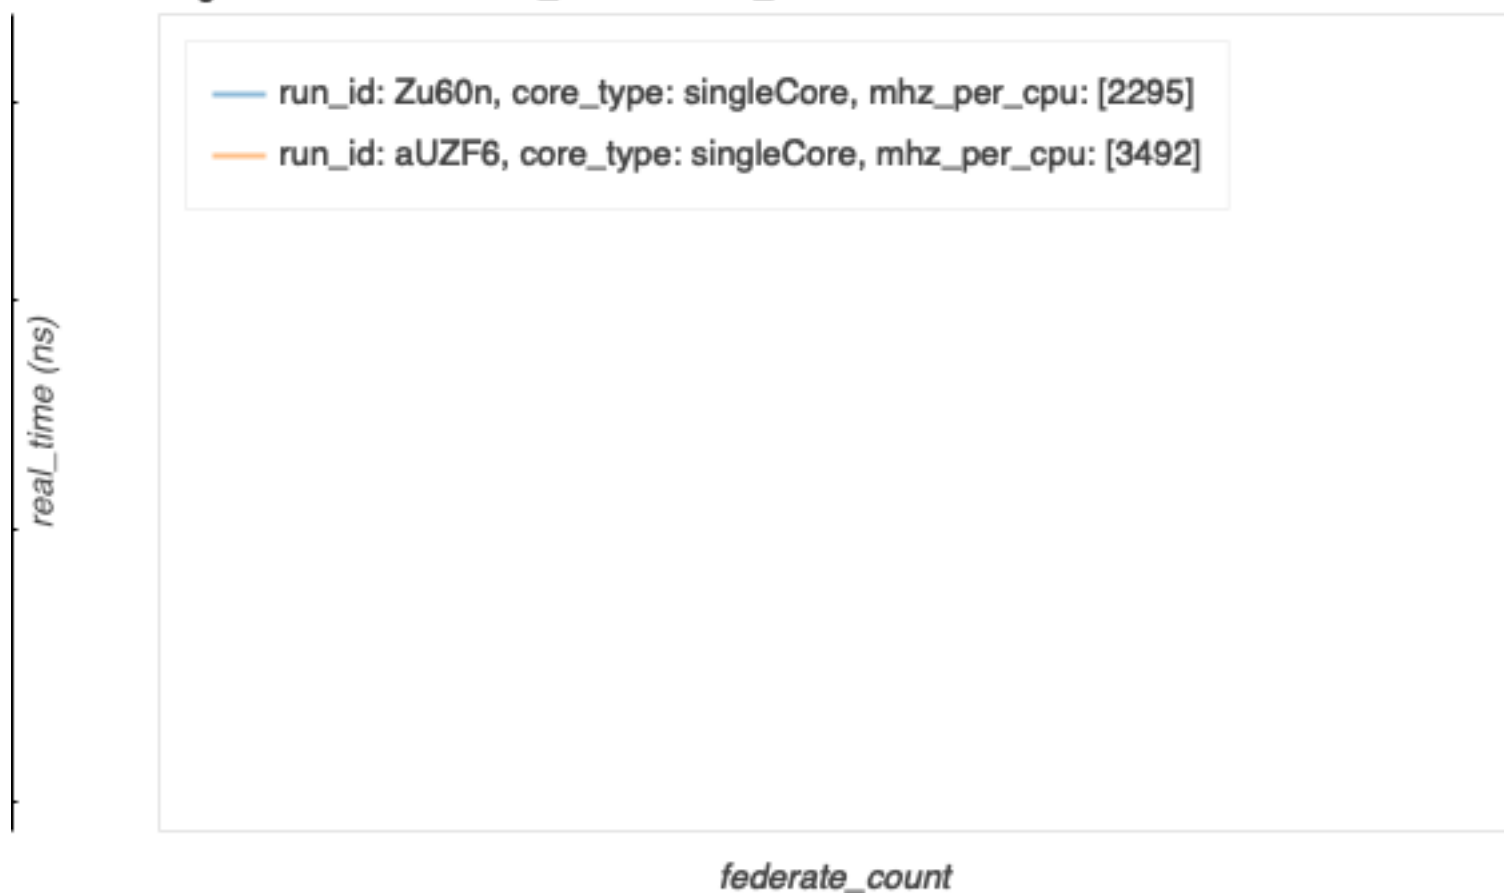 run_id: Zu60n, core_type: singleCore, mhz_per_cpu: [2295]
run_id: aUZF6, core_type: singleCore, mhz_per_cpu: [3492]
real_time (ns)
federate_count